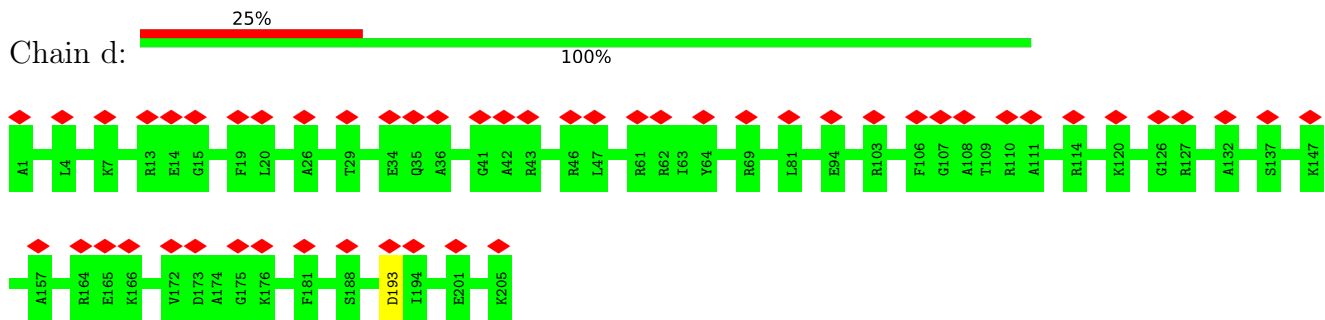 25%
Chain d:
100%
A1 L4 K7 R13 E14 G15 F19 L20 A26 T29 E34 Q35 A36 G41 A42 R43 R46 L47 R61 R62 I63 Y64 R69 L81 E94 R103 F106 G107 A108 T109 R110 A111 R114 K120 G126 R127 A132 S137 K147
A157 R164 E165 K166 V172 D173 A174 G175 K176 F181 S188 D193 I194 E201 K205